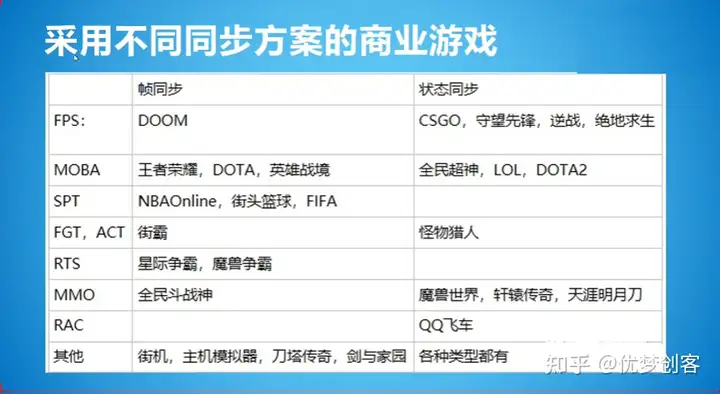 采用不同同步方案的商业游戏
帧同步 状态同步
FPS: DOOM CSGO，守望先锋，逆战，绝地求生
MOBA 王者荣耀，DOTA，英雄战境 全民超神，LOL，DOTA2
SPT NBAOnline，街头篮球，FIFA
FGT，ACT 街霸 怪物猎人
RTS 星际争霸，魔兽争霸
MMO 全民斗战神 魔兽世界，轩辕传奇，天涯明月刀
RAC QQ飞车
其他 街机，主机模拟器，刀塔传奇，剑与家园 各种类型都有
知乎 @优梦创客